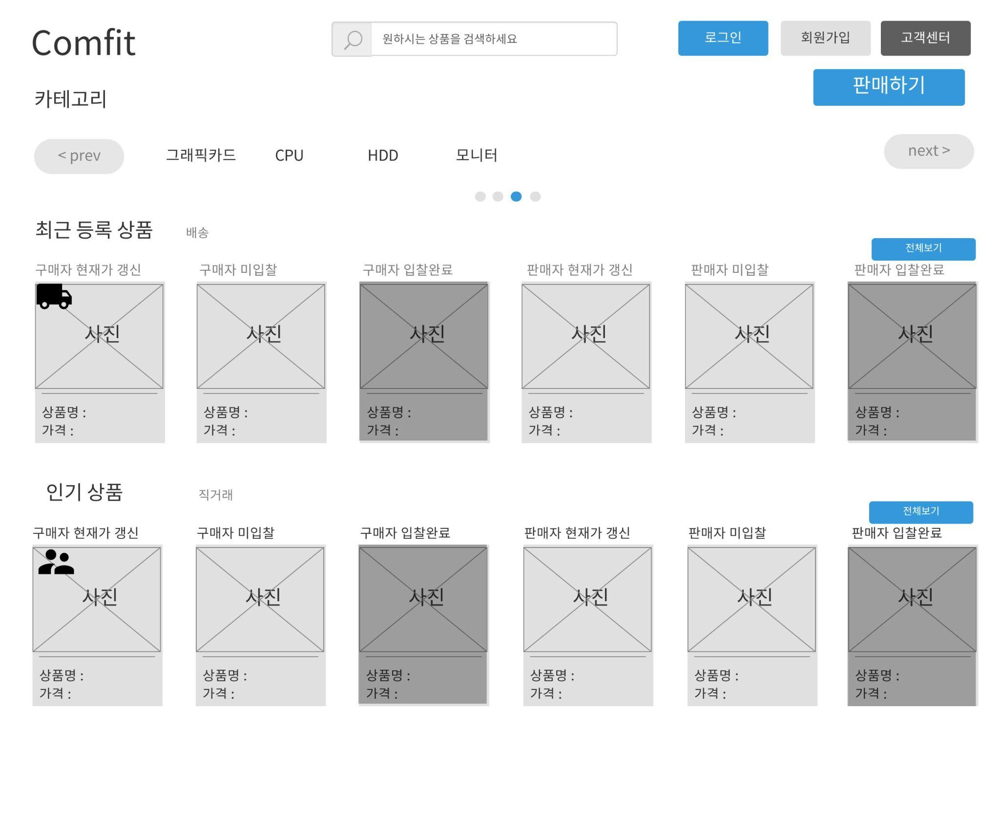 Comfit
원하시는 상품을 검색하세요
로그인
회원가입
고객센터
판매하기
카테고리
< prev
그래픽카드
CPU
HDD
모니터
next >
최근 등록 상품
배송
전체보기
구매자 현재가 갱신
구매자 미입찰
구매자 입찰완료
판매자 현재가 갱신
판매자 미입찰
판매자 입찰완료
사진
사진
사진
사진
사진
사진
상품명 :
가격 :
상품명 :
가격 :
상품명 :
가격 :
상품명 :
가격 :
상품명 :
가격 :
상품명 :
가격 :
인기 상품
직거래
전체보기
구매자 현재가 갱신
구매자 미입찰
구매자 입찰완료
판매자 현재가 갱신
판매자 미입찰
판매자 입찰완료
사진
사진
사진
사진
사진
사진
상품명 :
가격 :
상품명 :
가격 :
상품명 :
가격 :
상품명 :
가격 :
상품명 :
가격 :
상품명 :
가격 :